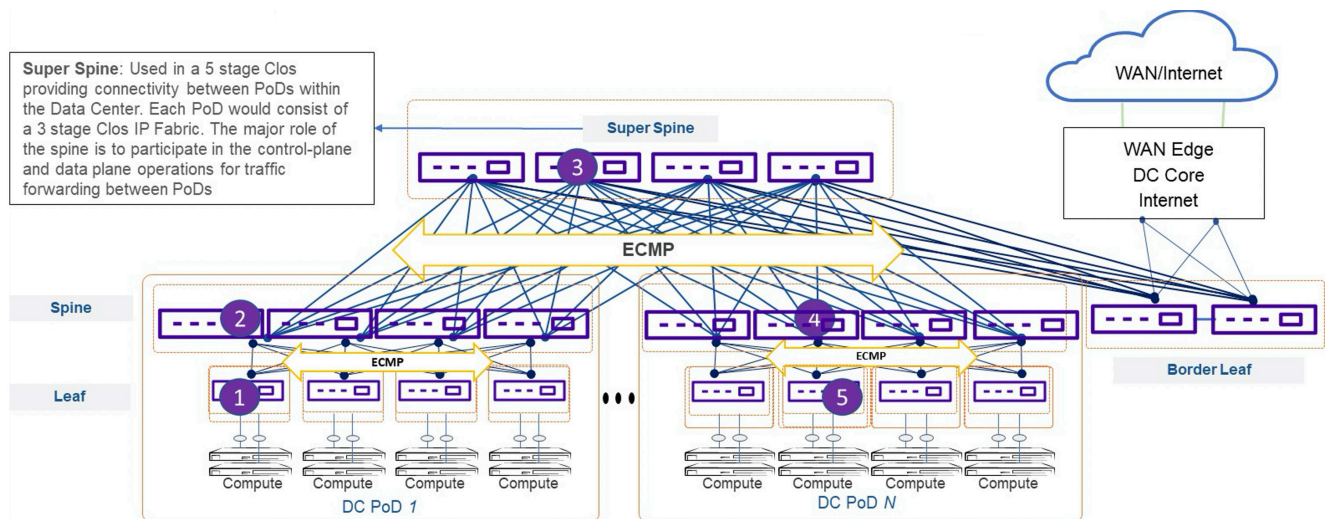 Super Spine: Used in a 5 stage Clos
providing connectivity between PoDs within
the Data Center. Each PoD would consist of
a 3 stage Clos IP Fabric. The major role of
the spine is to participate in the control-plane
and data plane operations for traffic
forwarding between PoDs
Super Spine
3
WAN/Internet
WAN Edge
DC Core
Internet
ECMP
Spine
2
4
ECMP
ECMP
Leaf
1
5
Border Leaf
Compute
Compute
Compute
Compute
Compute
Compute
Compute
Compute
DC PoD 1
DC PoD N